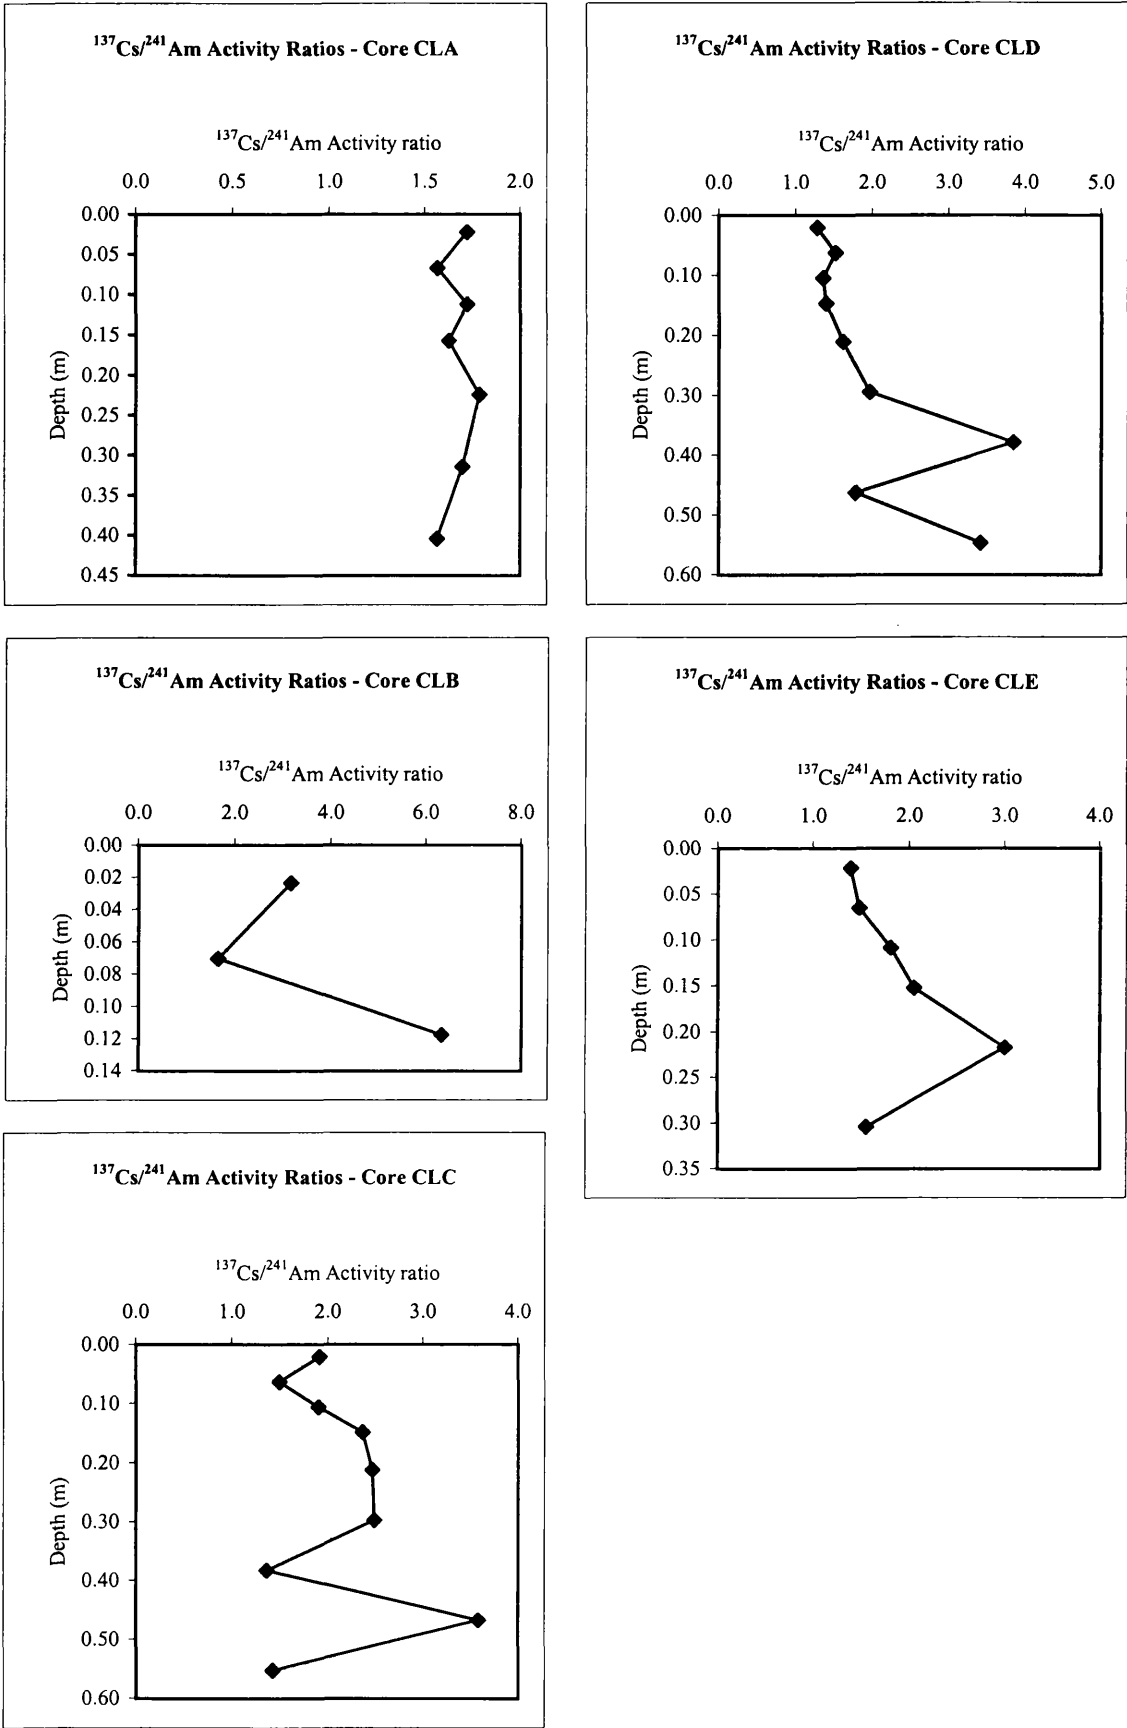 ¹³⁷Cs/²⁴¹Am Activity Ratios - Core CLA
¹³⁷Cs/²⁴¹Am Activity ratio
0.0 0.5 1.0 1.5 2.0
Depth (m)
0.00
0.05
0.10
0.15
0.20
0.25
0.30
0.35
0.40
0.45
¹³⁷Cs/²⁴¹Am Activity Ratios - Core CLD
¹³⁷Cs/²⁴¹Am Activity ratio
0.0 1.0 2.0 3.0 4.0 5.0
Depth (m)
0.00
0.10
0.20
0.30
0.40
0.50
0.60
¹³⁷Cs/²⁴¹Am Activity Ratios - Core CLB
¹³⁷Cs/²⁴¹Am Activity ratio
0.0 2.0 4.0 6.0 8.0
Depth (m)
0.00
0.02
0.04
0.06
0.08
0.10
0.12
0.14
¹³⁷Cs/²⁴¹Am Activity Ratios - Core CLE
¹³⁷Cs/²⁴¹Am Activity ratio
0.0 1.0 2.0 3.0 4.0
Depth (m)
0.00
0.05
0.10
0.15
0.20
0.25
0.30
0.35
¹³⁷Cs/²⁴¹Am Activity Ratios - Core CLC
¹³⁷Cs/²⁴¹Am Activity ratio
0.0 1.0 2.0 3.0 4.0
Depth (m)
0.00
0.10
0.20
0.30
0.40
0.50
0.60